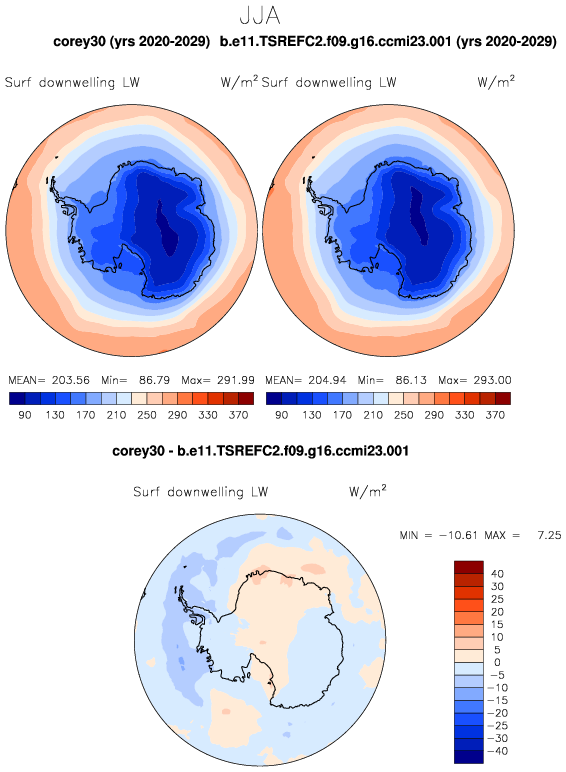 JJA
corey30 (yrs 2020-2029) b.e11.TSREFC2.f09.g16.ccmi23.001 (yrs 2020-2029)
Surf downwelling LW W/m² Surf downwelling LW W/m²
MEAN= 203.56 Min= 86.79 Max= 291.99 MEAN= 204.94 Min= 86.13 Max= 293.00
90 130 170 210 250 290 330 370 90 130 170 210 250 290 330 370
corey30 - b.e11.TSREFC2.f09.g16.ccmi23.001
Surf downwelling LW W/m²
MIN = −10.61 MAX = 7.25
40
30
25
20
15
10
5
0
−5
−10
−15
−20
−25
−30
−40